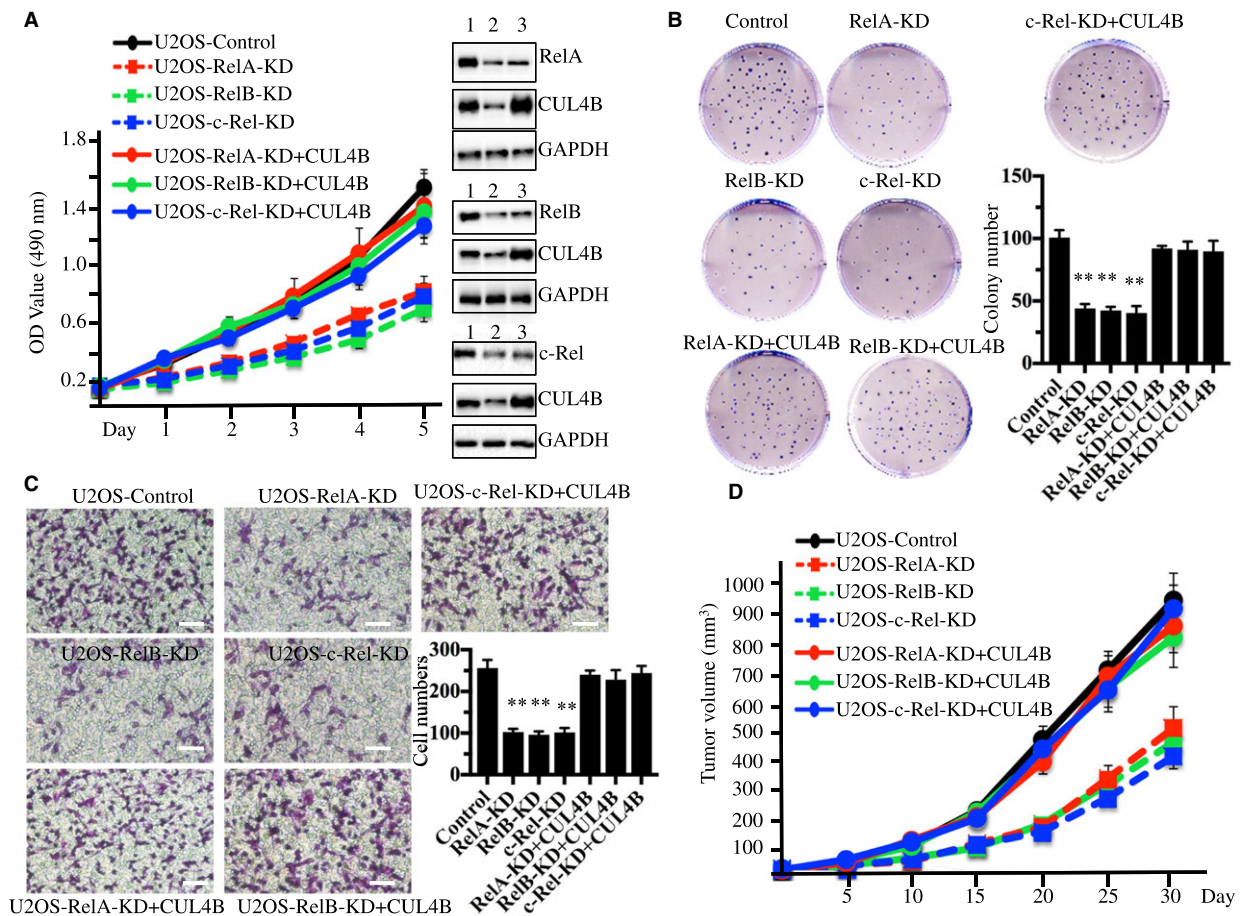 A
U2OS-Control
U2OS-RelA-KD
U2OS-RelB-KD
U2OS-c-Rel-KD
U2OS-RelA-KD+CUL4B
U2OS-RelB-KD+CUL4B
U2OS-c-Rel-KD+CUL4B
OD Value (490 nm)
1.8
1.4
1.0
0.6
0.2
Day 1 2 3 4 5
1 2 3
RelA
CUL4B
GAPDH
1 2 3
RelB
CUL4B
GAPDH
1 2 3
c-Rel
CUL4B
GAPDH
B
Control
RelA-KD
c-Rel-KD+CUL4B
RelB-KD
c-Rel-KD
RelA-KD+CUL4B
RelB-KD+CUL4B
Colony number
150
100
50
0
** ** **
Control
RelA-KD
RelB-KD
c-Rel-KD
RelA-KD+CUL4B
RelB-KD+CUL4B
c-Rel-KD+CUL4B
C
U2OS-Control
U2OS-RelA-KD
U2OS-c-Rel-KD+CUL4B
U2OS-RelB-KD
U2OS-c-Rel-KD
U2OS-RelA-KD+CUL4B
U2OS-RelB-KD+CUL4B
Cell numbers
300
200
100
0
** ** **
Control
RelA-KD
RelB-KD
c-Rel-KD
RelA-KD+CUL4B
RelB-KD+CUL4B
c-Rel-KD+CUL4B
D
U2OS-Control
U2OS-RelA-KD
U2OS-RelB-KD
U2OS-c-Rel-KD
U2OS-RelA-KD+CUL4B
U2OS-RelB-KD+CUL4B
U2OS-c-Rel-KD+CUL4B
Tumor volume (mm³)
1000
900
800
700
600
500
400
300
200
100
5 10 15 20 25 30 Day